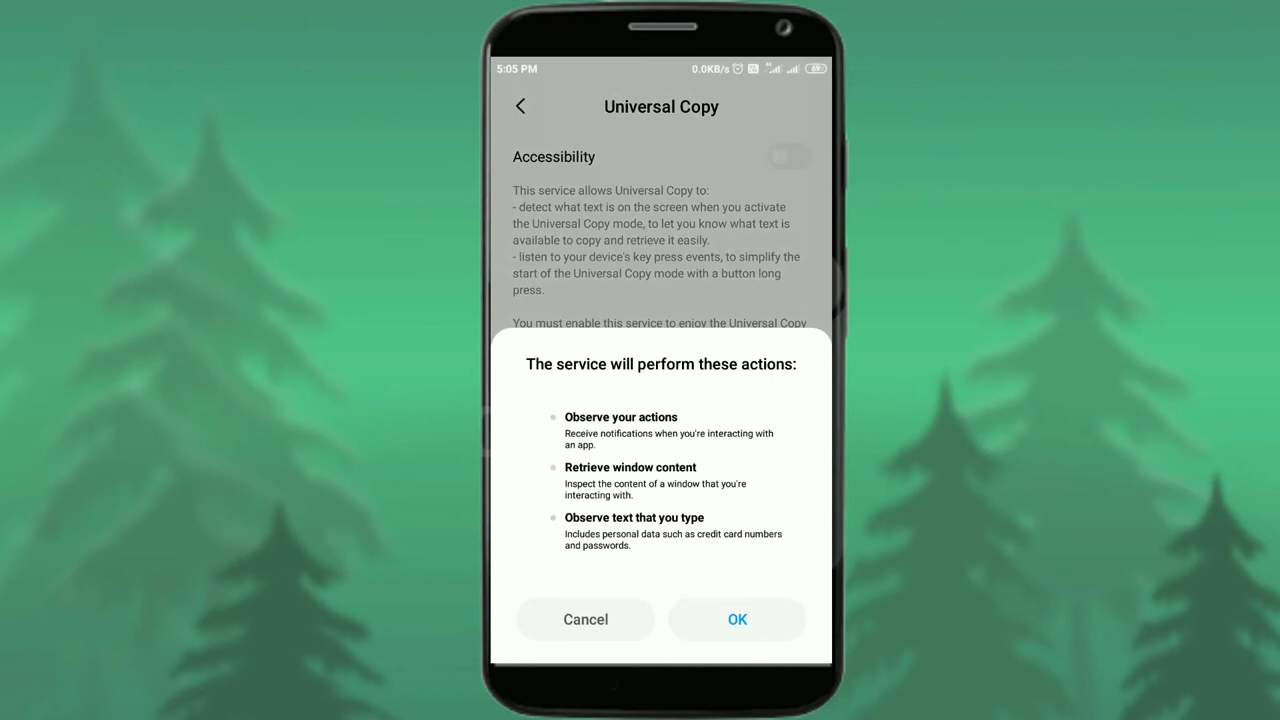 5:05 PM
0.0KB/s
69
Universal Copy
Accessibility
This service allows Universal Copy to:
- detect what text is on the screen when you activate
the Universal Copy mode, to let you know what text is
available to copy and retrieve it easily.
- listen to your device's key press events, to simplify the
start of the Universal Copy mode with a button long
press.
You must enable this service to enjoy the Universal Copy
The service will perform these actions:
Observe your actions
Receive notifications when you're interacting with
an app.
Retrieve window content
Inspect the content of a window that you're
interacting with.
Observe text that you type
Includes personal data such as credit card numbers
and passwords.
Cancel
OK